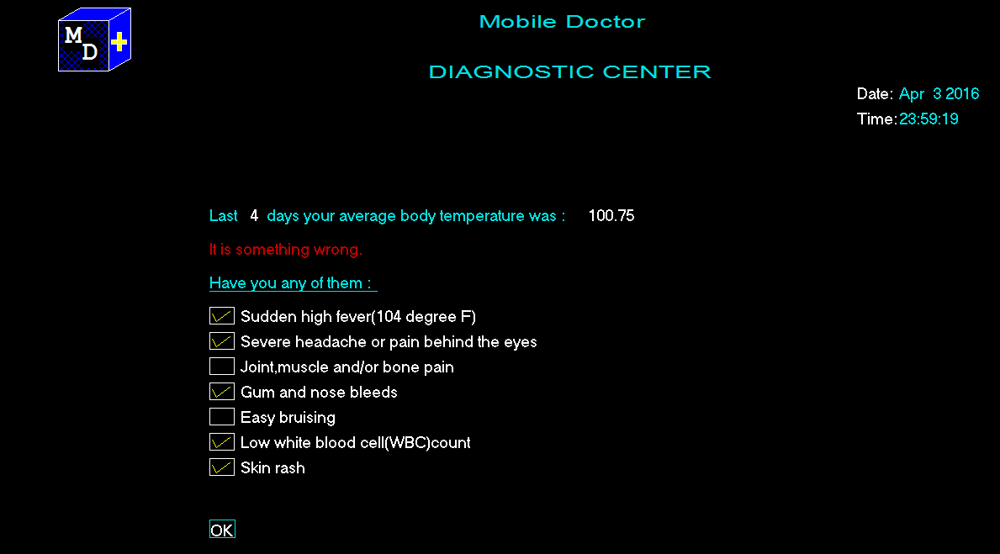 M
D
Mobile Doctor
DIAGNOSTIC CENTER
Date: Apr 3 2016
Time:23:59:19
Last 4 days your average body temperature was : 100.75
It is something wrong.
Have you any of them :
Sudden high fever(104 degree F)
Severe headache or pain behind the eyes
Joint,muscle and/or bone pain
Gum and nose bleeds
Easy bruising
Low white blood cell(WBC)count
Skin rash
OK